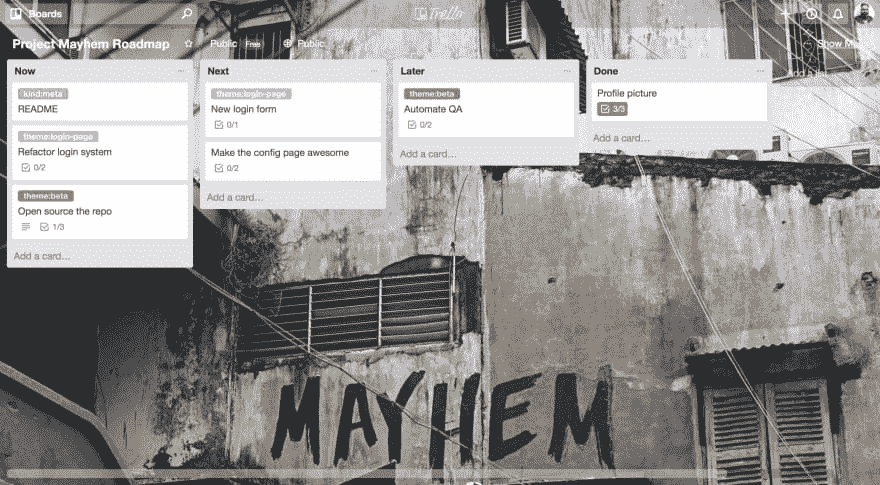 Boards
Trello
Project Mayhem Roadmap
Public
Free
Public
Now
kind:meta
README
theme:login-page
Refactor login system
0/2
theme:beta
Open source the repo
1/3
Add a card…
Next
theme:login-page
New login form
0/1
Make the config page awesome
0/2
Add a card…
Later
theme:beta
Automate QA
0/2
Add a card…
Done
Profile picture
3/3
Add a card…
MAYHEM